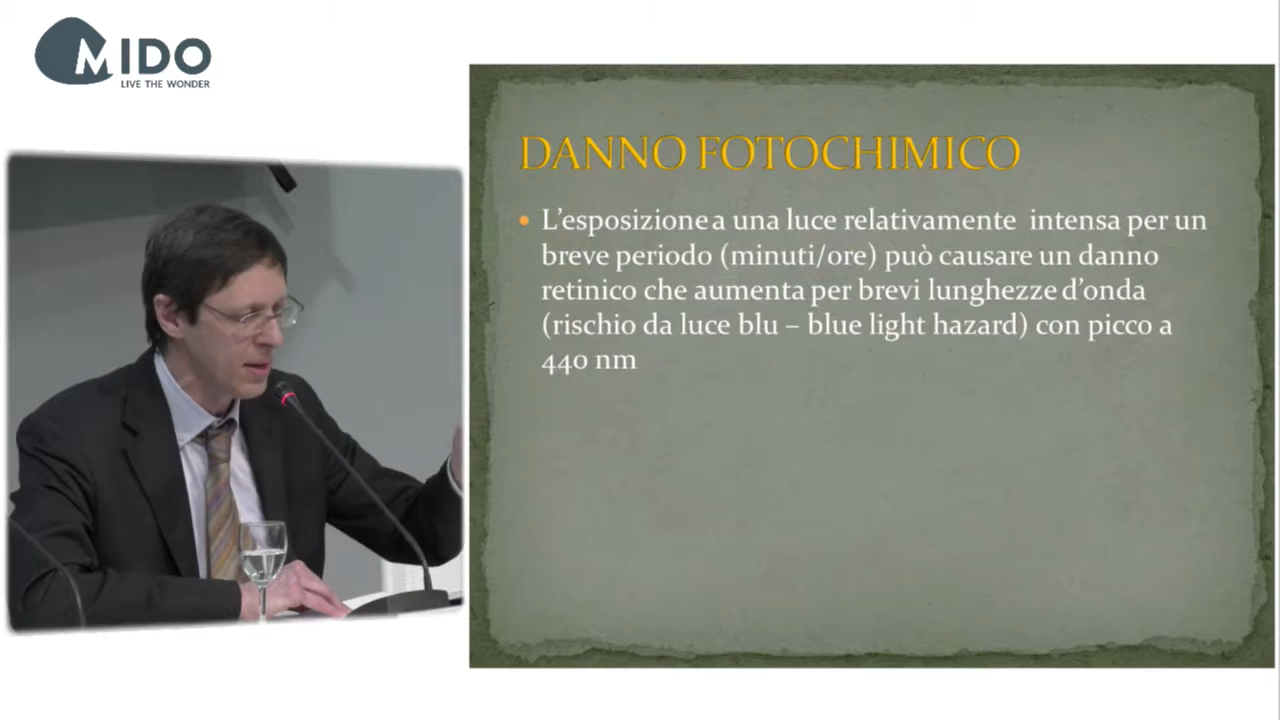 MIDO
LIVE THE WONDER
DANNO FOTOCHIMICO
• L'esposizione a una luce relativamente intensa per un
breve periodo (minuti/ore) può causare un danno
retinico che aumenta per brevi lunghezze d'onda
(rischio da luce blu – blue light hazard) con picco a
440 nm